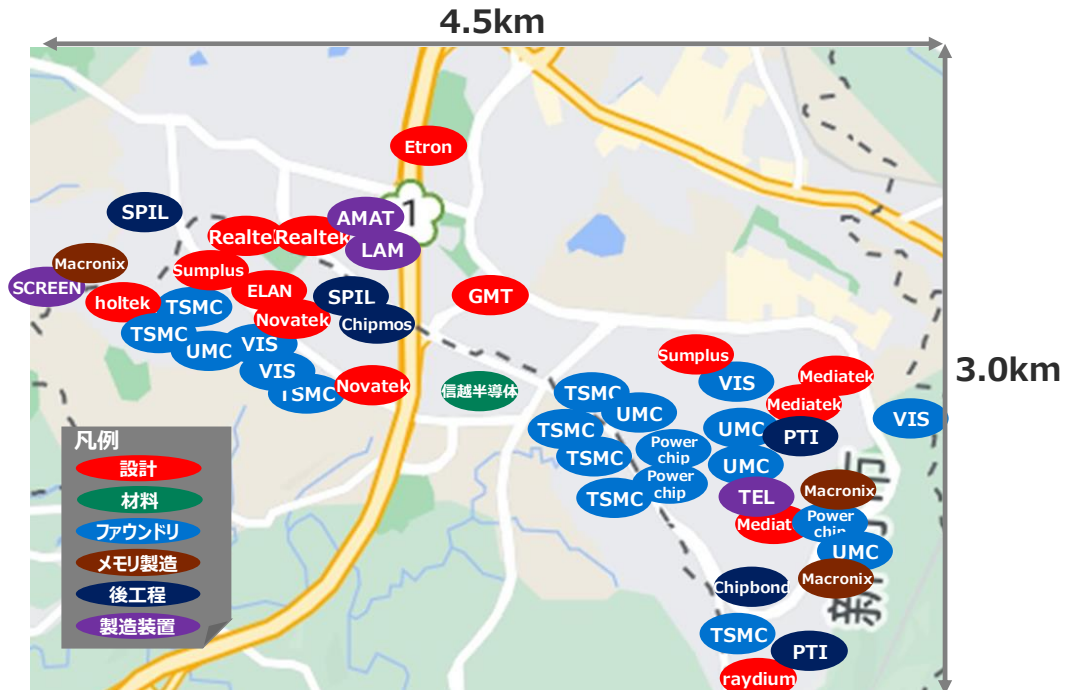 4.5km
3.0km
Etron
1
SPIL
AMAT
Realtek
Realtek
LAM
Macronix
Sumplus
SCREEN
ELAN
SPIL
GMT
holtek
TSMC
Novatek
Chipmos
TSMC
VIS
UMC
VIS
TSMC
Novatek
信越半導体
Sumplus
VIS
Mediatek
Mediatek
VIS
TSMC
UMC
TSMC
UMC
PTI
TSMC
Power
chip
UMC
Power
chip
TSMC
TEL
Macronix
Mediat
Power
chip
UMC
Chipbond
Macronix
TSMC
PTI
raydium
凡例
設計
材料
ファウンドリ
メモリ製造
後工程
製造装置